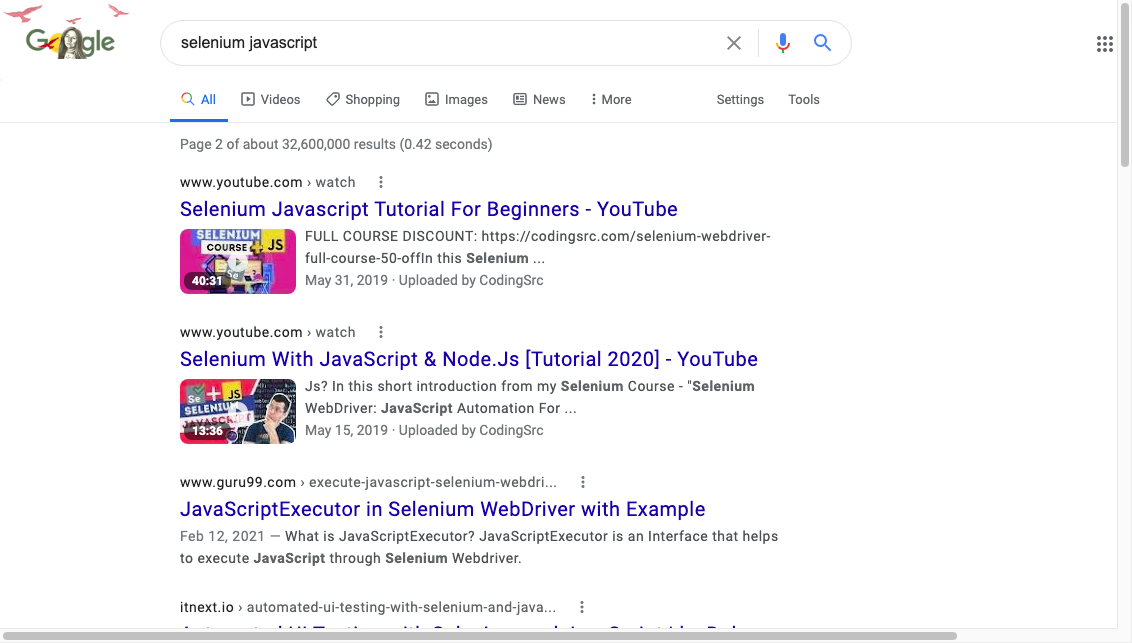 Google
selenium javascript
All Videos Shopping Images News More Settings Tools
Page 2 of about 32,600,000 results (0.42 seconds)
www.youtube.com › watch
Selenium Javascript Tutorial For Beginners - YouTube
SELENIUM
COURSE + JS
Se
40:31
FULL COURSE DISCOUNT: https://codingsrc.com/selenium-webdriver-
full-course-50-offIn this Selenium ...
May 31, 2019 · Uploaded by CodingSrc
www.youtube.com › watch
Selenium With JavaScript & Node.Js [Tutorial 2020] - YouTube
Se + JS
SELENIUM
JAVASCRIPT
13:36
Js? In this short introduction from my Selenium Course - "Selenium
WebDriver: JavaScript Automation For ...
May 15, 2019 · Uploaded by CodingSrc
www.guru99.com › execute-javascript-selenium-webdri...
JavaScriptExecutor in Selenium WebDriver with Example
Feb 12, 2021 — What is JavaScriptExecutor? JavaScriptExecutor is an Interface that helps
to execute JavaScript through Selenium Webdriver.
itnext.io › automated-ui-testing-with-selenium-and-java...